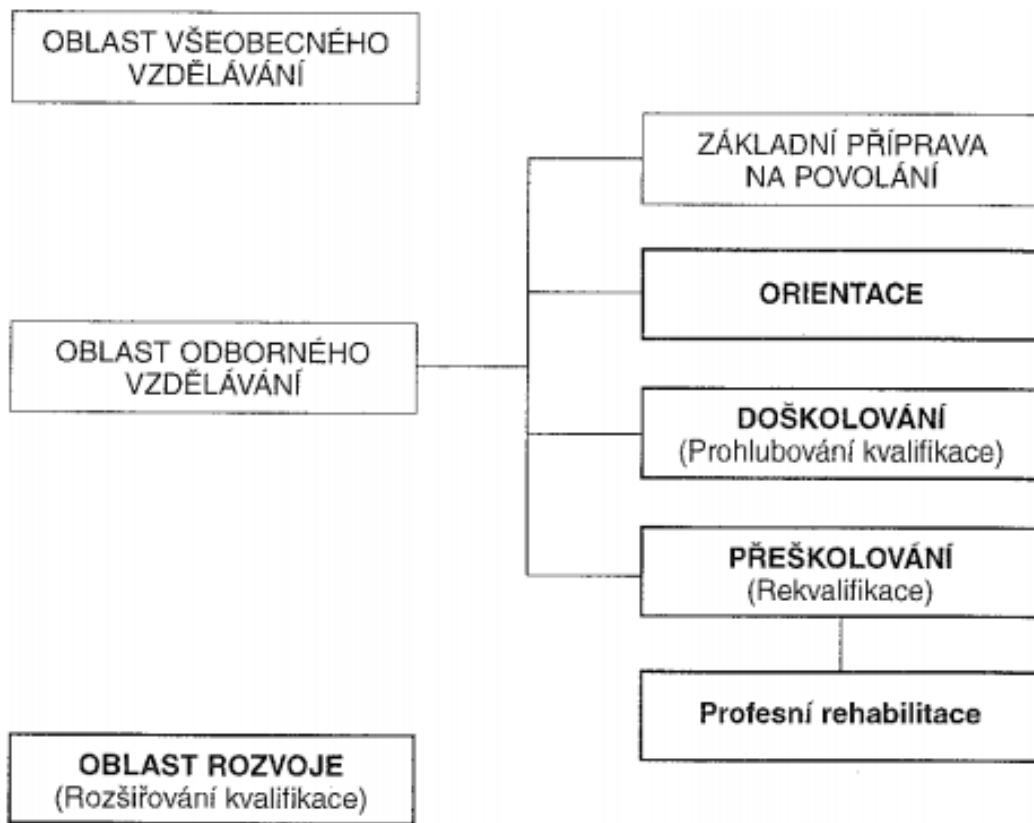 OBLAST VŠEOBECNÉHO
VZDĚLÁVÁNÍ
ZÁKLADNÍ PŘÍPRAVA
NA POVOLÁNÍ
ORIENTACE
OBLAST ODBORNÉHO
VZDĚLÁVÁNÍ
DOŠKOLOVÁNÍ
(Prohlubování kvalifikace)
PŘEŠKOLOVÁNÍ
(Rekvalifikace)
Profesní rehabilitace
OBLAST ROZVOJE
(Rozšiřování kvalifikace)